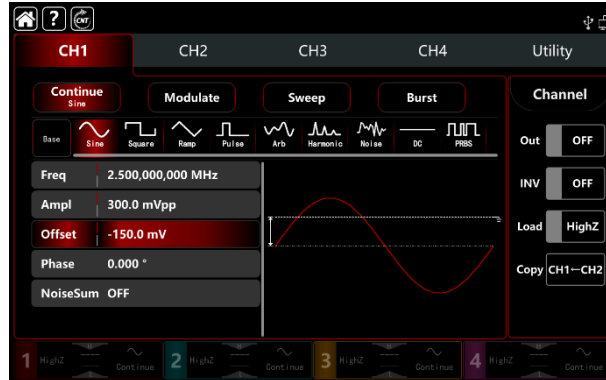 ? CNT
CH1 CH2 CH3 CH4 Utility
Continue Modulate Sweep Burst Channel
Sine
Base Sine Square Ramp Pulse Arb Harmonic Noise DC PRBS
Out OFF
Freq 2.500,000,000 MHz
INV OFF
Ampl 300.0 mVpp
Offset -150.0 mV
Load HighZ
Phase 0.000 °
Copy CH1←CH2
NoiseSum OFF
1 HighZ Continue 2 HighZ Continue 3 HighZ Continue 4 HighZ Continue